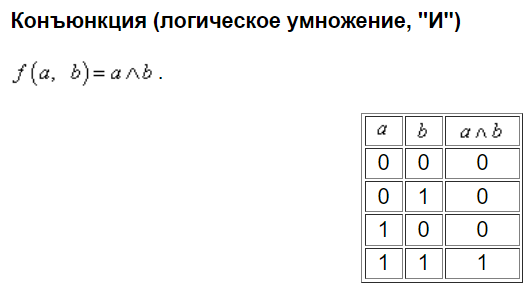 Конъюнкция (логическое умножение, "И")
f(a, b)= a∧b .
a b a∧b
0 0 0
0 1 0
1 0 0
1 1 1